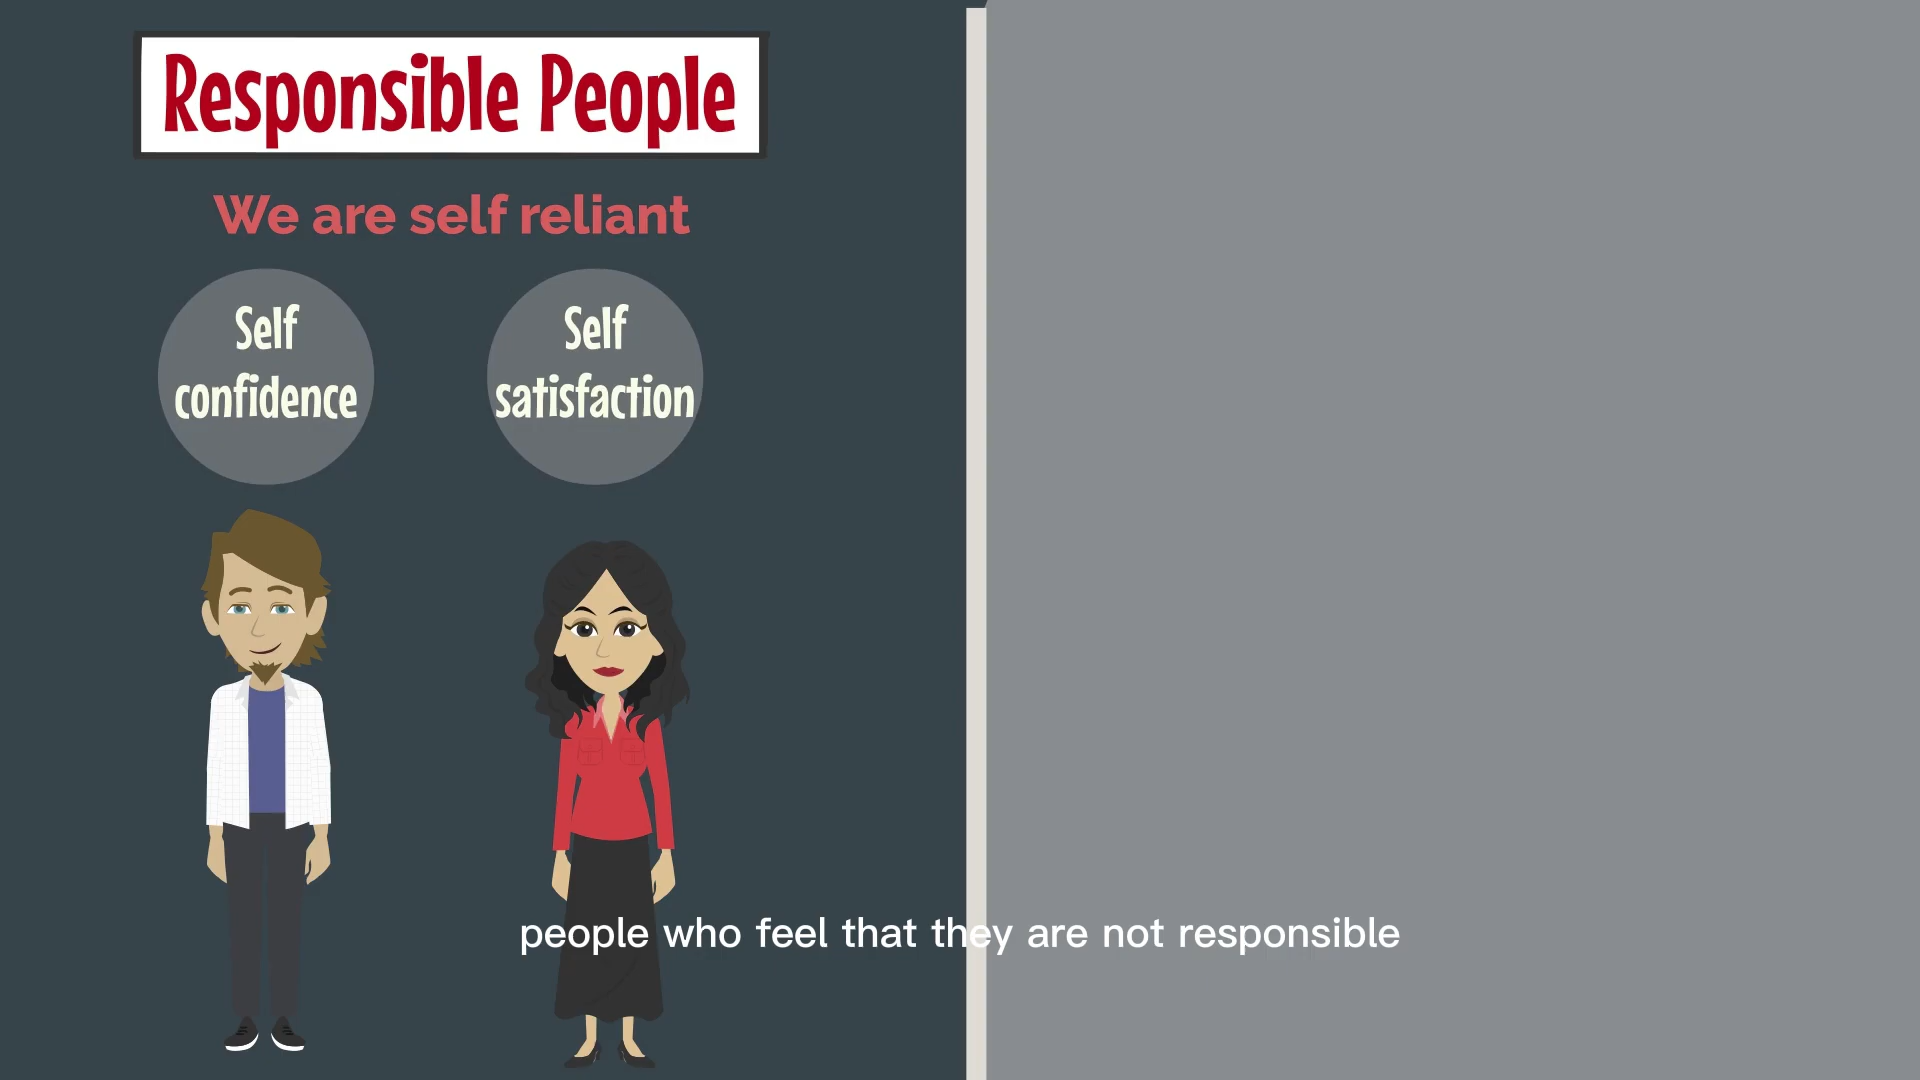 Responsible People
We are self reliant
Self
confidence
Self
satisfaction
people who feel that they are not responsible